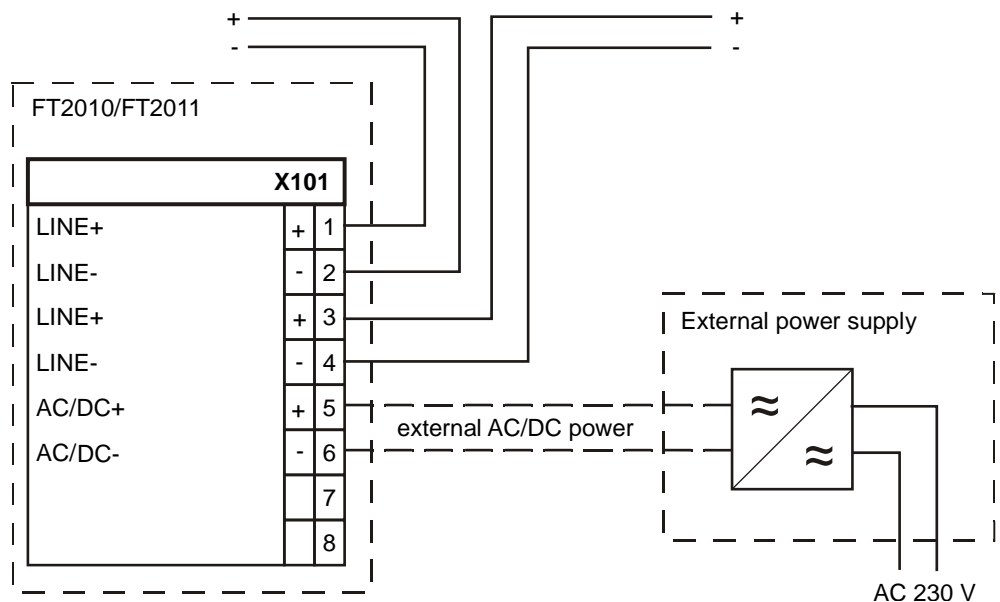 + +
- -
FT2010/FT2011
X101
LINE+ + 1
LINE- - 2
LINE+ + 3
LINE- - 4
External power supply
AC/DC+ + 5
≈
external AC/DC power
AC/DC- - 6
≈
7
8
AC 230 V